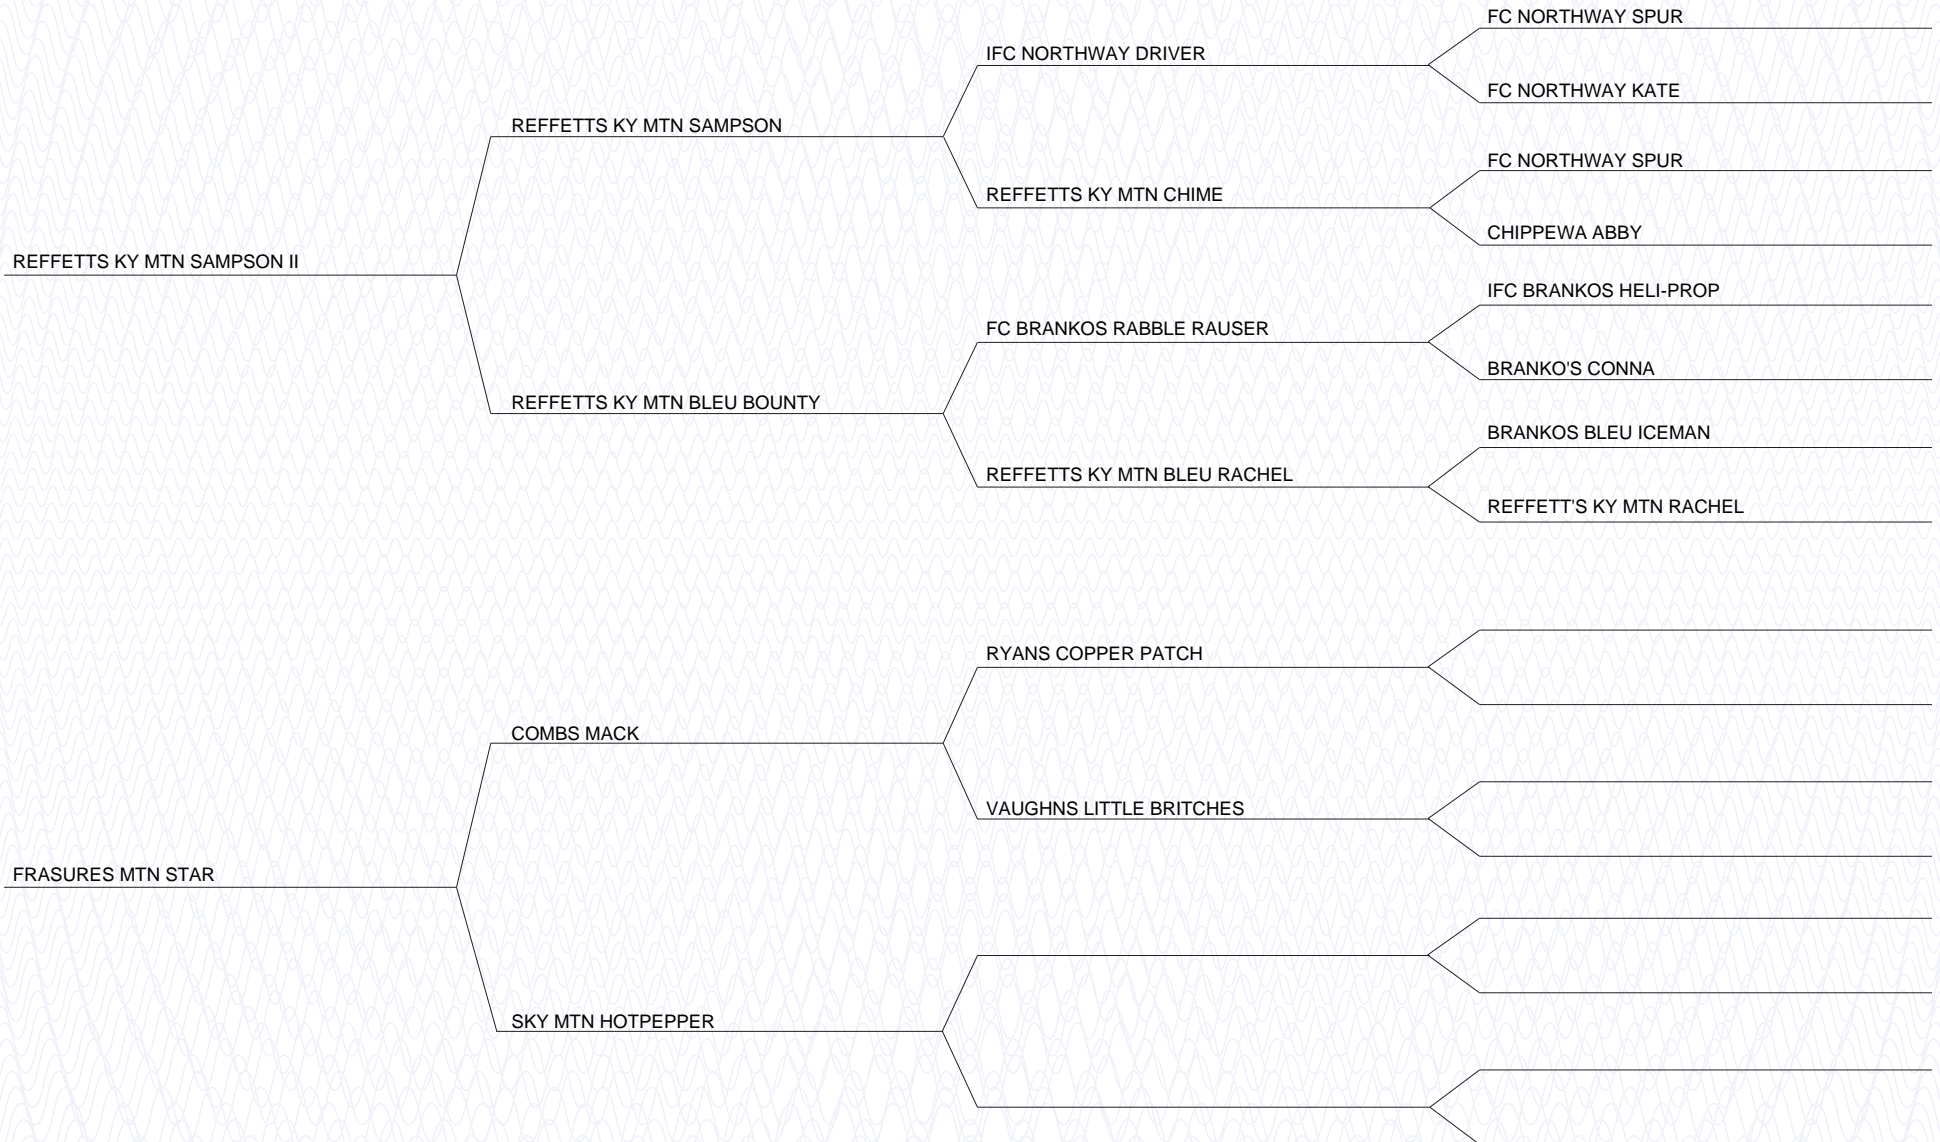 FC NORTHWAY SPUR
IFC NORTHWAY DRIVER
FC NORTHWAY KATE
REFFETTS KY MTN SAMPSON
FC NORTHWAY SPUR
REFFETTS KY MTN CHIME
CHIPPEWA ABBY
REFFETTS KY MTN SAMPSON II
IFC BRANKOS HELI-PROP
FC BRANKOS RABBLE RAUSER
BRANKO'S CONNA
REFFETTS KY MTN BLEU BOUNTY
BRANKOS BLEU ICEMAN
REFFETTS KY MTN BLEU RACHEL
REFFETT'S KY MTN RACHEL
RYANS COPPER PATCH
COMBS MACK
VAUGHNS LITTLE BRITCHES
FRASURES MTN STAR
SKY MTN HOTPEPPER